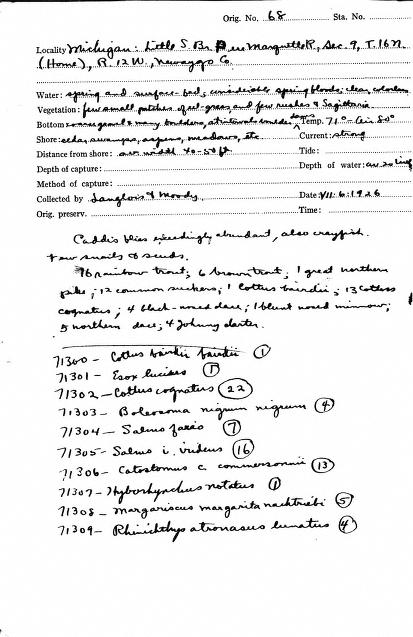 Orig. No. 68 Sta. No.
Locality Michigan: Little S. Br. Pere Marquette R., Sec. 9, T. 16 N.
(Home), R. 12 W., Newaygo Co.
Water: spring and surface-fed; considerable spring floods; clear, colorless
Vegetation: few small patches of eel-grass, and few rushes & Sagittaria
Bottom gravel & many boulders, at intervals Temp. 71° - Air 80°
Shore: cedar swamps, aspens, meadows, etc. Current: strong
Distance from shore: av. width 40-50 ft. Tide:
Depth of capture: Depth of water: av. 20 in
Method of capture:
Collected by Langlois & Moody Date: VII:6:1926
Orig. preserv. Time:
Caddis flies exceedingly abundant, also crayfish.
Few snails & leeches.
76 rainbow trout; 6 brown trout; 1 great northern
pike; 12 common suckers; 1 cottus bairdii; 13 cottus
cognatus; 4 black-nosed dace; 1 blunt nosed minnow;
5 northern dace; 4 Johnny darter.
71300 - Cottus bairdii bairdii (1)
71301 - Esox lucius (1)
71302 - Cottus cognatus (22)
71303 - Boleosoma nigrum nigrum (4)
71304 - Salmo fario (7)
71305 - Salmo i. irideus (16)
71306 - Catostomus c. commersonnii (13)
71307 - Hyborhynchus notatus (1)
71308 - Margariscus margarita nachtriebi (5)
71309 - Rhinichthys atronasus lunatus (4)